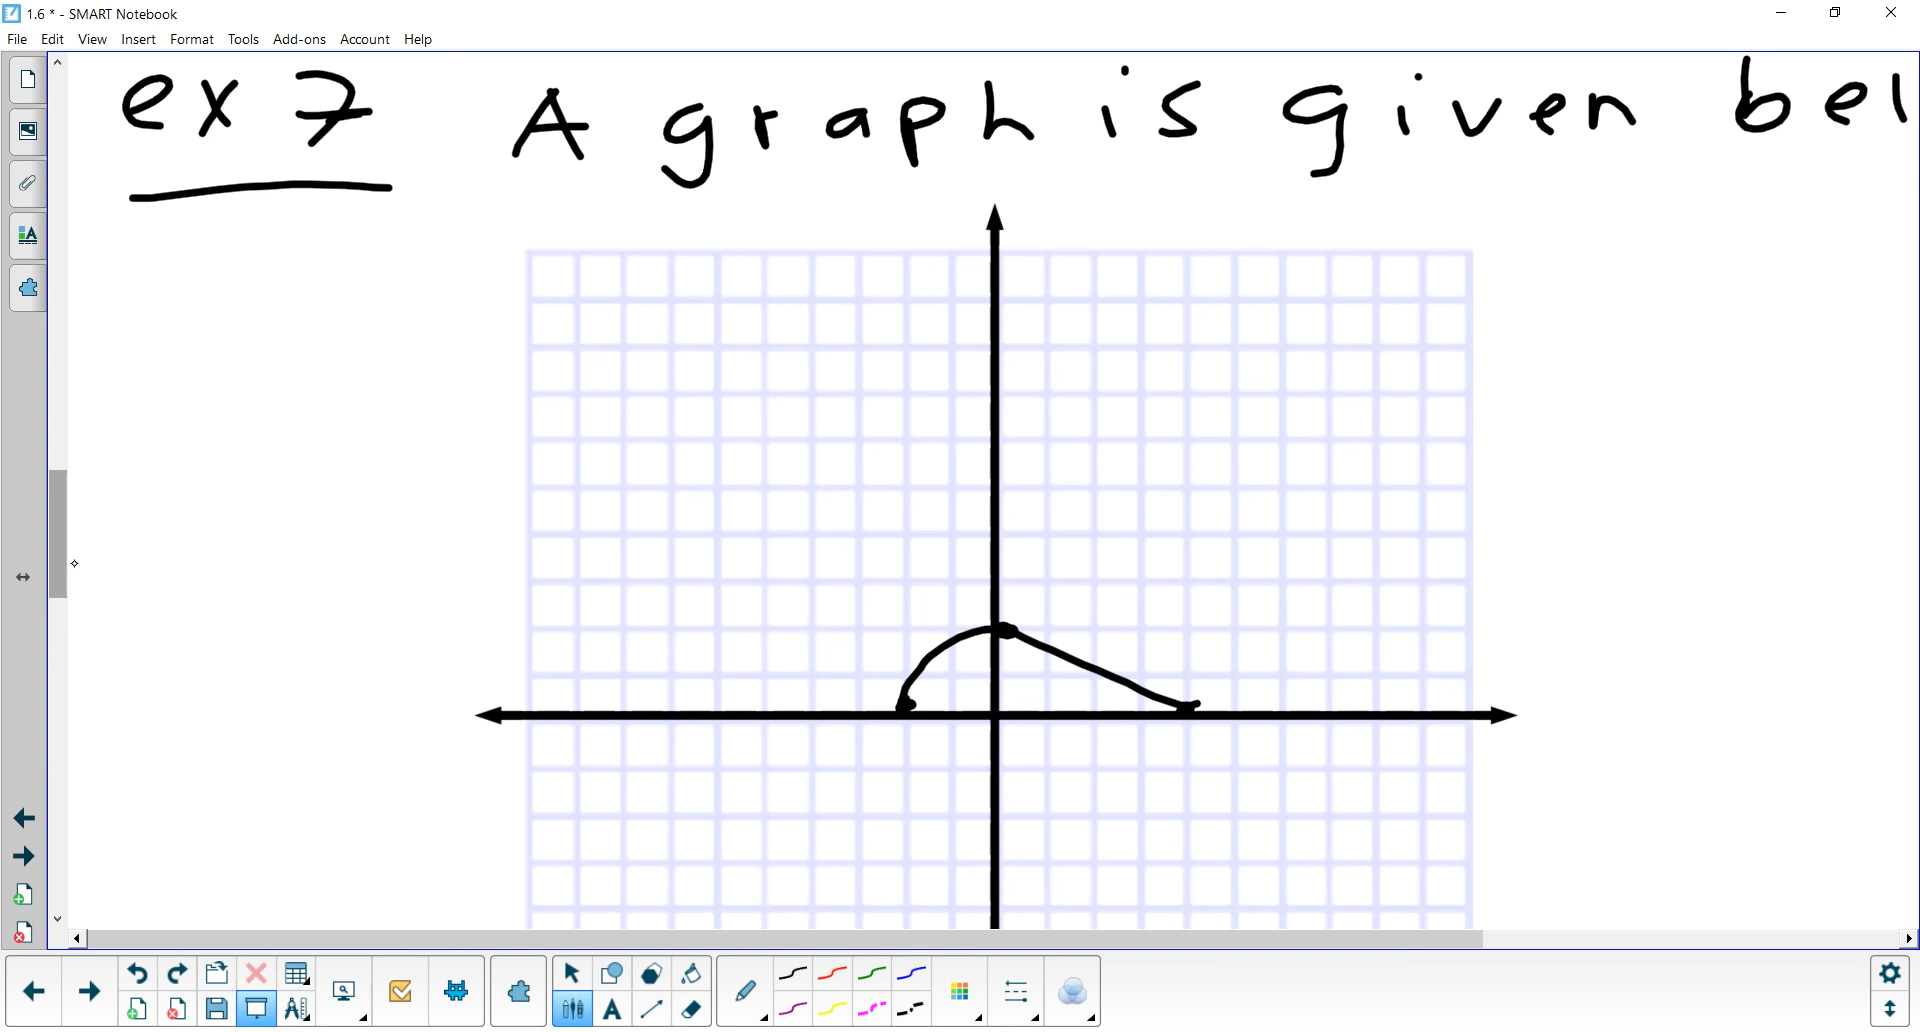 1.6 * - SMART Notebook
File Edit View Insert Format Tools Add-ons Account Help
ex 7 A graph is given bel